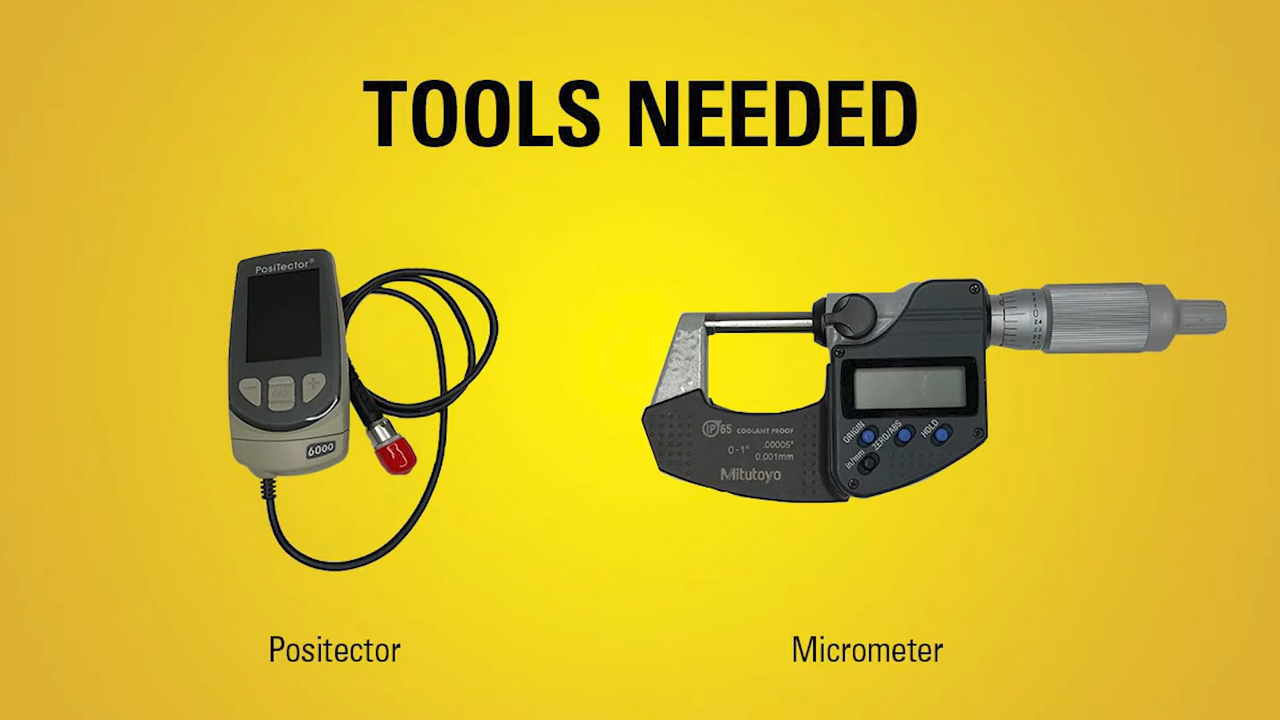 TOOLS NEEDED
PosiTector®
6000
IP65 COOLANT PROOF
0-1" .00005"
0.001mm
Mitutoyo
ORIGIN
ZERO/ABS
HOLD
in/mm
Positector
Micrometer